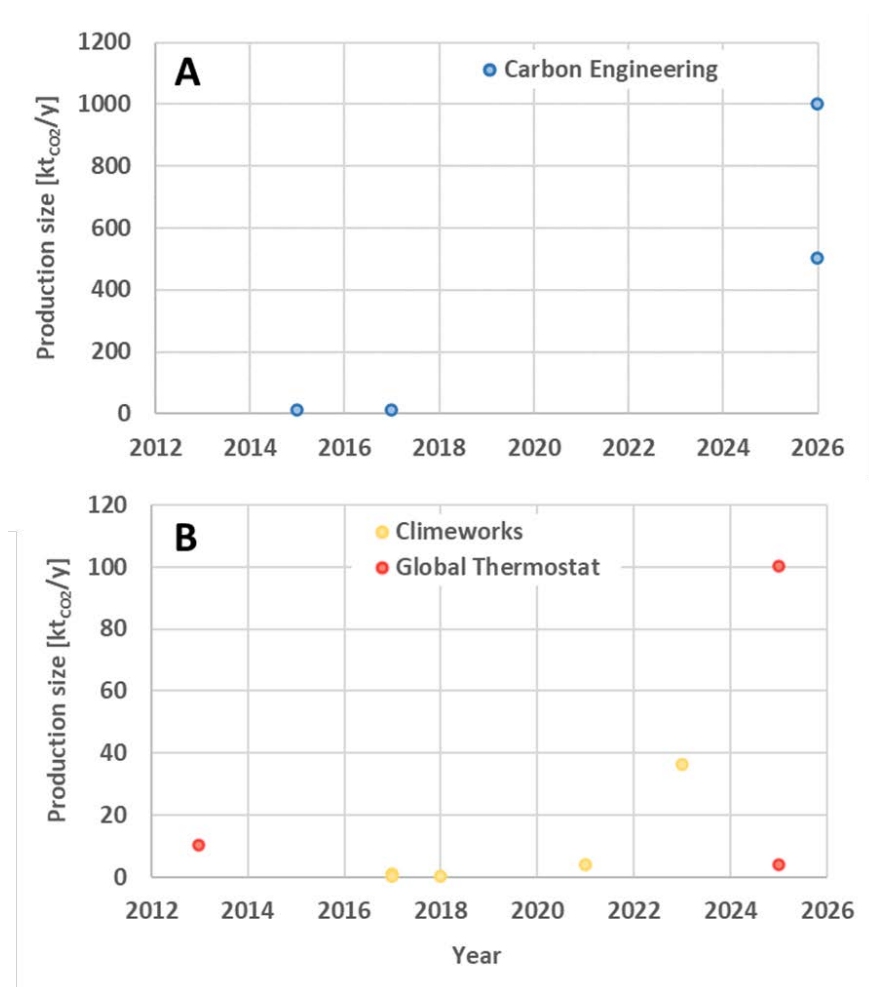 1200
A
Carbon Engineering
1000
800
600
400
200
0
Production size [ktCO2/y]
2012 2014 2016 2018 2020 2022 2024 2026
120
B
Climeworks
Global Thermostat
100
80
60
40
20
0
Production size [ktCO2/y]
2012 2014 2016 2018 2020 2022 2024 2026
Year